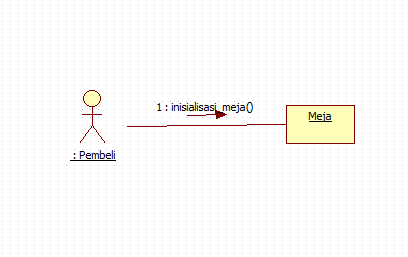 1 : inisialisasi_meja()
Meja
: Pembeli